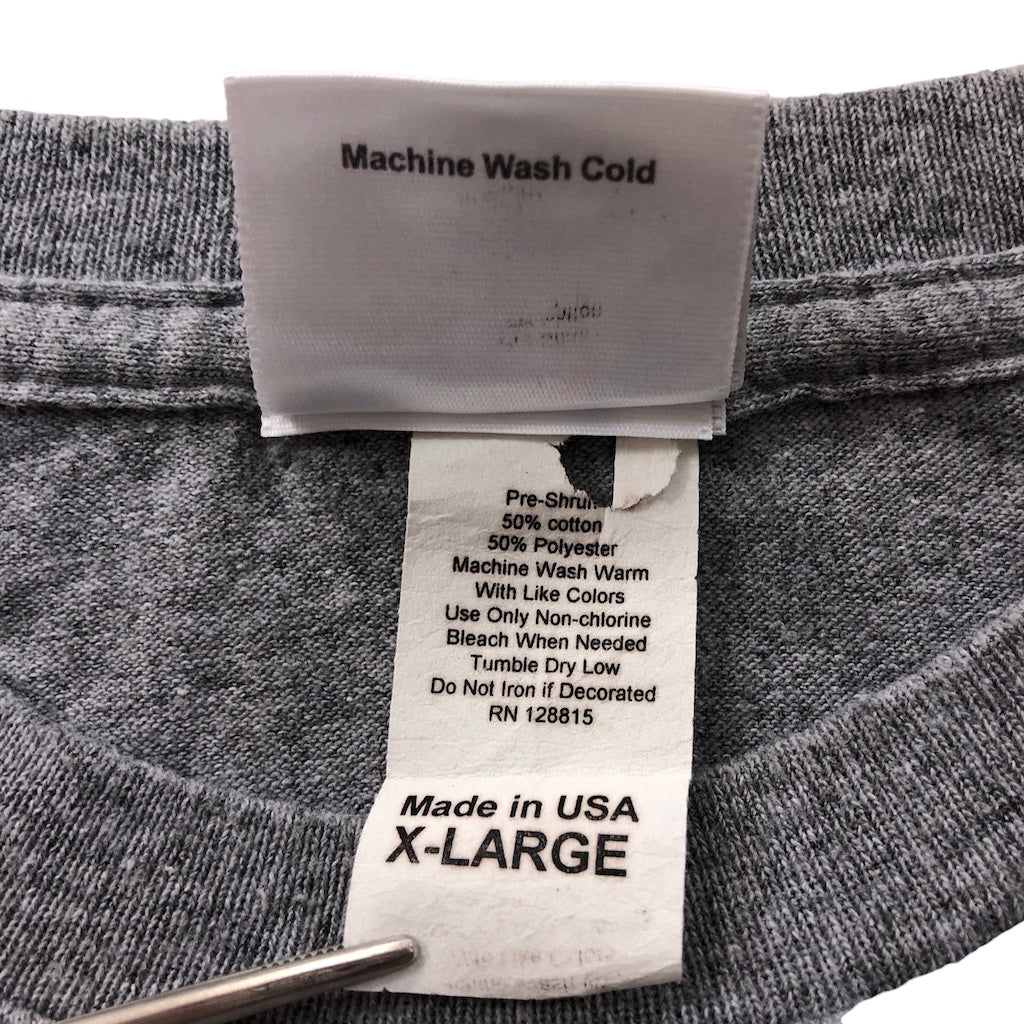 Machine Wash Cold
Pre-Shrun
50% cotton
50% Polyester
Machine Wash Warm
With Like Colors
Use Only Non-chlorine
Bleach When Needed
Tumble Dry Low
Do Not Iron if Decorated
RN 128815
Made in USA
X-LARGE